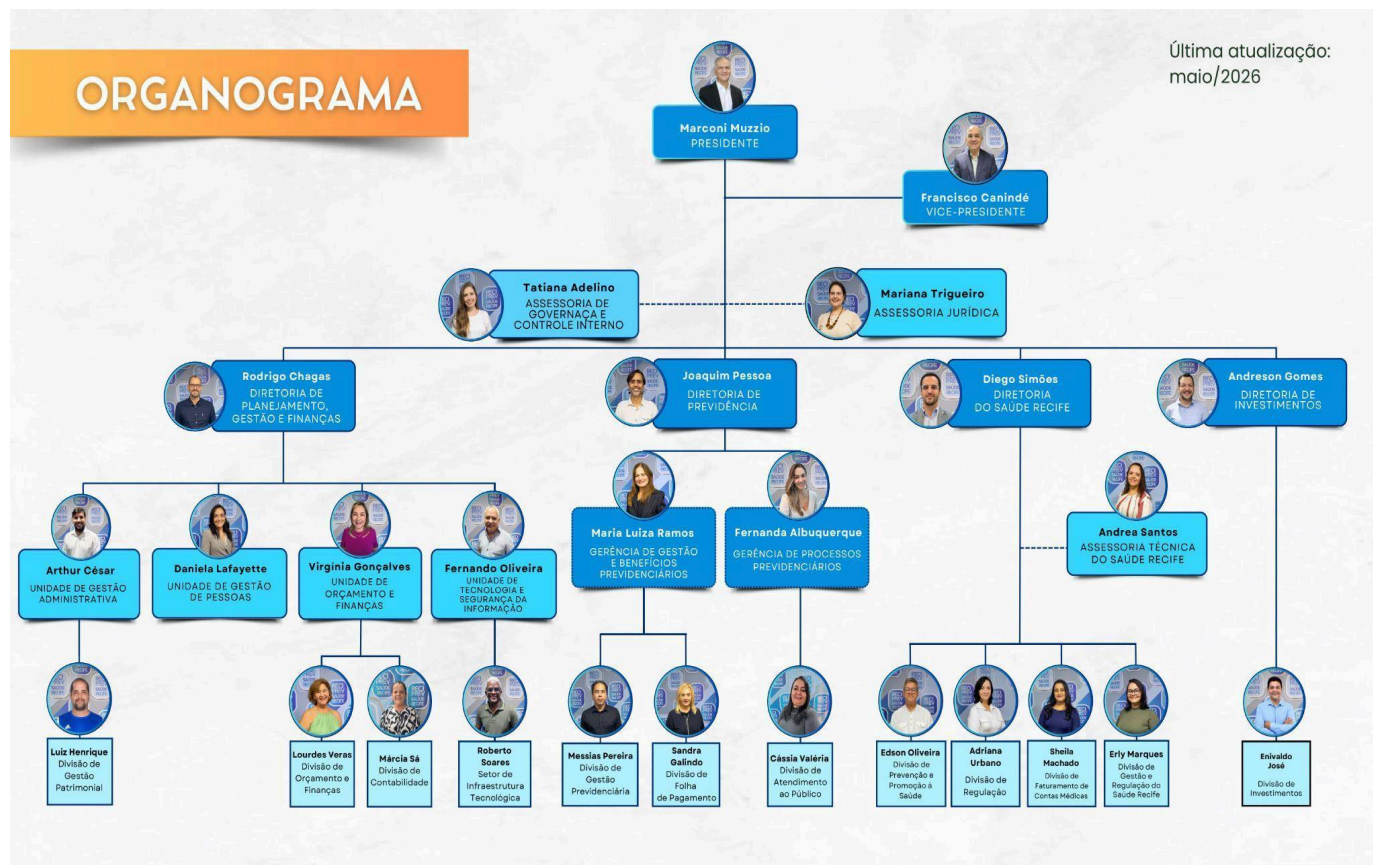 ORGANOGRAMA
Última atualização:
maio/2026
Marconi Muzzio
PRESIDENTE
Francisco Canindé
VICE-PRESIDENTE
Tatiana Adelino
ASSESSORIA DE
GOVERNAÇA E
CONTROLE INTERNO
Mariana Trigueiro
ASSESSORIA JURÍDICA
Rodrigo Chagas
DIRETORIA DE
PLANEJAMENTO,
GESTÃO E FINANÇAS
Joaquim Pessoa
DIRETORIA DE
PREVIDÊNCIA
Diego Simões
DIRETORIA
DO SAÚDE RECIFE
Andreson Gomes
DIRETORIA DE
INVESTIMENTOS
Arthur César
UNIDADE DE GESTÃO
ADMINISTRATIVA
Daniela Lafayette
UNIDADE DE GESTÃO
DE PESSOAS
Virgínia Gonçalves
UNIDADE DE
ORÇAMENTO E
FINANÇAS
Fernando Oliveira
UNIDADE DE
TECNOLOGIA E
SEGURANÇA DA
INFORMAÇÃO
Maria Luiza Ramos
GERÊNCIA DE GESTÃO
E BENEFÍCIOS
PREVIDENCIÁRIOS
Fernanda Albuquerque
GERÊNCIA DE PROCESSOS
PREVIDENCIÁRIOS
Andrea Santos
ASSESSORIA TÉCNICA
DO SAÚDE RECIFE
Luiz Henrique
Divisão de
Gestão
Patrimonial
Lourdes Veras
Divisão de
Orçamento e
Finanças
Márcia Sá
Divisão de
Contabilidade
Roberto
Soares
Setor de
Infraestrutura
Tecnológica
Messias Pereira
Divisão de
Gestão
Previdenciária
Sandra
Galindo
Divisão de
Folha
de Pagamento
Cássia Valéria
Divisão de
Atendimento
ao Público
Edson Oliveira
Divisão de
Prevenção e
Promoção à
Saúde
Adriana
Urbano
Divisão de
Regulação
Sheila
Machado
Divisão de
Faturamento de
Contas Médicas
Erly Marques
Divisão de
Gestão e
Regulação do
Saúde Recife
Enivaldo
José
Divisão de
Investimentos